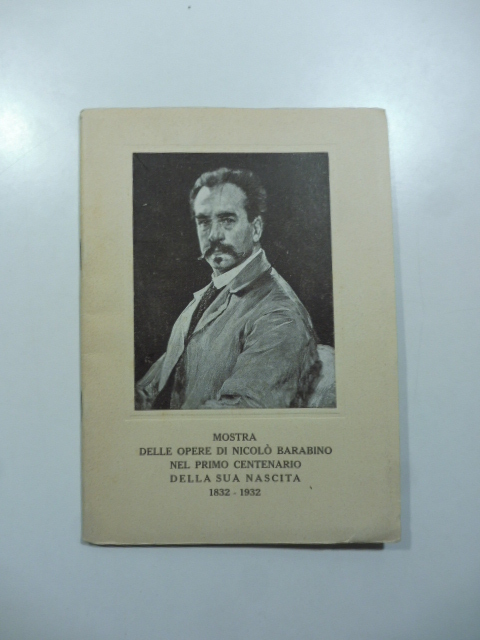 MOSTRA
DELLE OPERE DI NICOLÒ BARABINO
NEL PRIMO CENTENARIO
DELLA SUA NASCITA
1832 - 1932